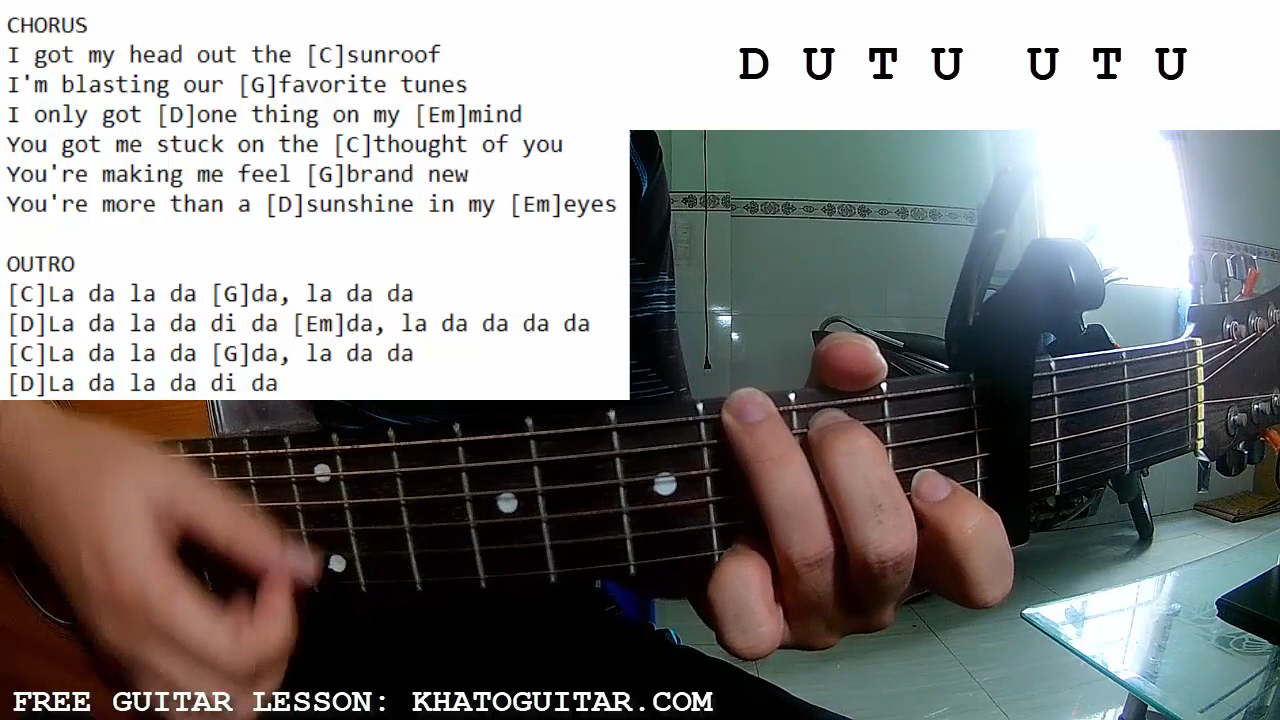 CHORUS
I got my head out the [C]sunroof
I'm blasting our [G]favorite tunes
I only got [D]one thing on my [Em]mind
You got me stuck on the [C]thought of you
You're making me feel [G]brand new
You're more than a [D]sunshine in my [Em]eyes
OUTRO
[C]La da la da [G]da, la da da
[D]La da la da di da [Em]da, la da da da da
[C]La da la da [G]da, la da da
[D]La da la da di da
D U T U U T U
FREE GUITAR LESSON: KHATOGUITAR.COM